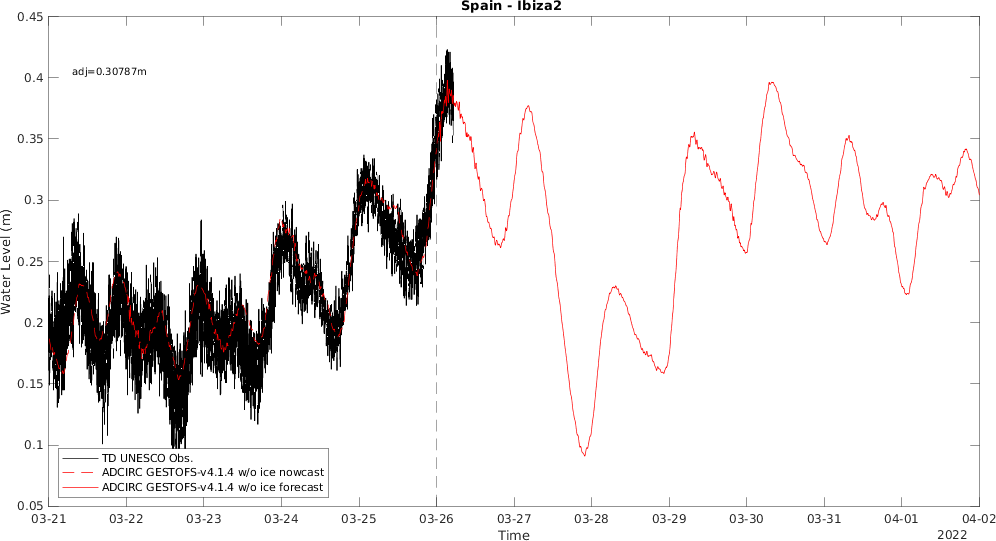 Spain - Ibiza2
0.45
0.4
0.35
0.3
0.25
0.2
0.15
0.1
0.05
Water Level (m)
adj=0.30787m
TD UNESCO Obs.
ADCIRC GESTOFS-v4.1.4 w/o ice nowcast
ADCIRC GESTOFS-v4.1.4 w/o ice forecast
03-21 03-22 03-23 03-24 03-25 03-26 03-27 03-28 03-29 03-30 03-31 04-01 04-02
Time
2022